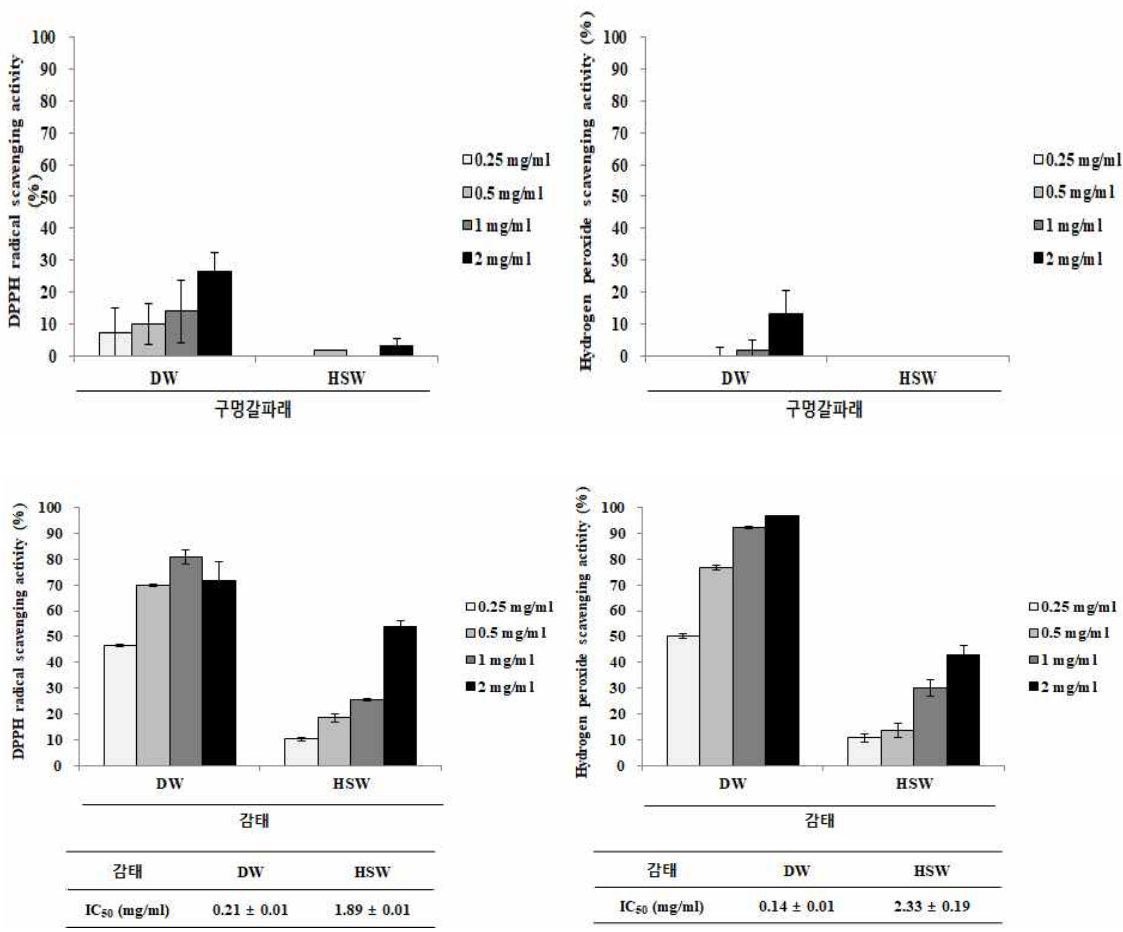 DPPH radical scavenging activity (%)
100
90
80
70
60
50
40
30
20
10
0
DW HSW
구멍갈파래
0.25 mg/ml
0.5 mg/ml
1 mg/ml
2 mg/ml
Hydrogen peroxide scavenging activity (%)
100
90
80
70
60
50
40
30
20
10
0
DW HSW
구멍갈파래
0.25 mg/ml
0.5 mg/ml
1 mg/ml
2 mg/ml
DPPH radical scavenging activity (%)
100
90
80
70
60
50
40
30
20
10
0
DW HSW
감태
0.25 mg/ml
0.5 mg/ml
1 mg/ml
2 mg/ml
감태 DW HSW
IC50 (mg/ml) 0.21 ± 0.01 1.89 ± 0.01
Hydrogen peroxide scavenging activity (%)
100
90
80
70
60
50
40
30
20
10
0
DW HSW
감태
0.25 mg/ml
0.5 mg/ml
1 mg/ml
2 mg/ml
감태 DW HSW
IC50 (mg/ml) 0.14 ± 0.01 2.33 ± 0.19